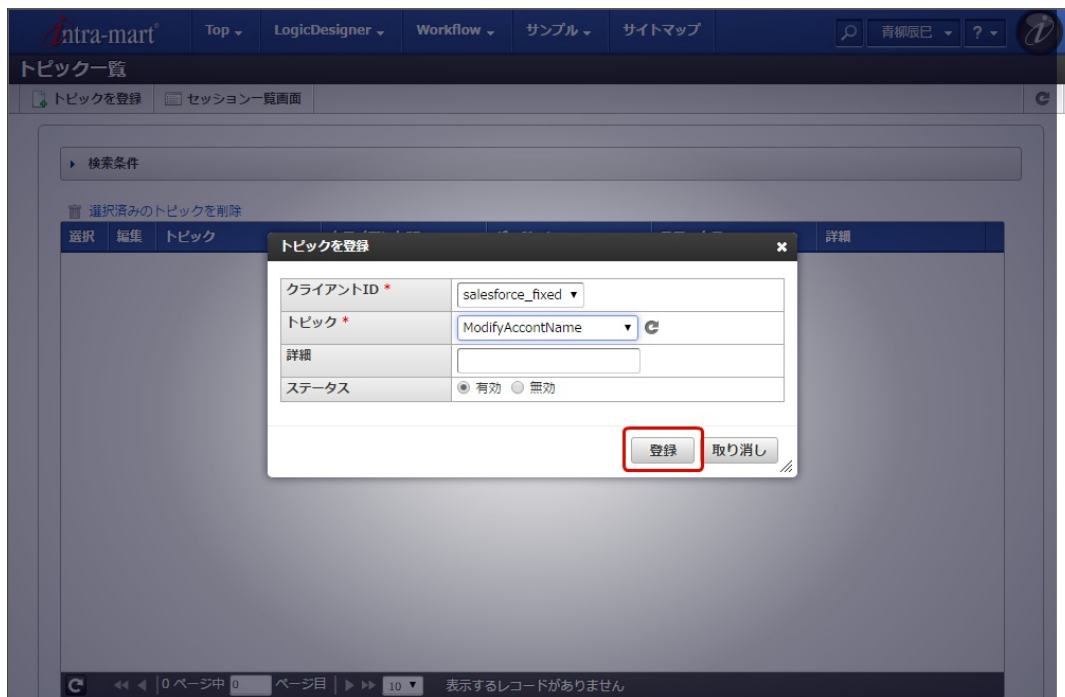 intra-mart
Top LogicDesigner Workflow サンプル サイトマップ 青柳辰巳 ?
トピック一覧
トピックを登録 セッション一覧画面
検索条件
選択済みのトピックを削除
選択 編集 トピック 詳細
トピックを登録
クライアントID * salesforce_fixed
トピック * ModifyAccontName
詳細
ステータス 有効 無効
登録 取り消し
0 ページ中 0 ページ目 10 表示するレコードがありません